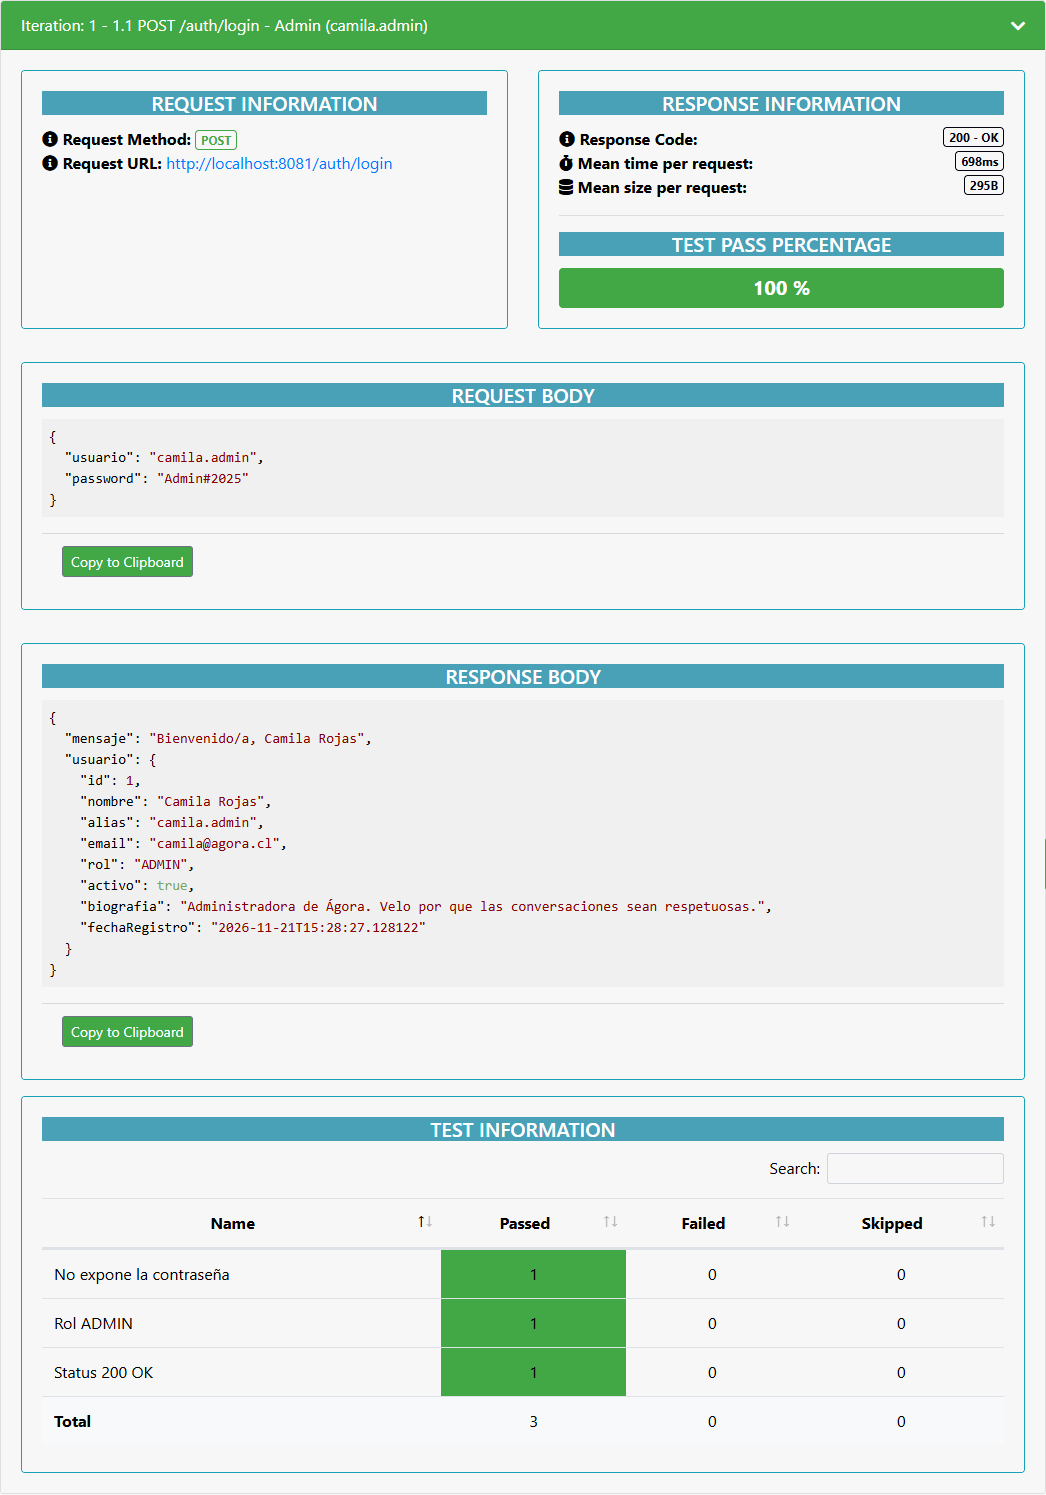 Iteration: 1 - 1.1 POST /auth/login - Admin (camila.admin)
REQUEST INFORMATION
Request Method: POST
Request URL: http://localhost:8081/auth/login
RESPONSE INFORMATION
Response Code: 200 - OK
Mean time per request: 698ms
Mean size per request: 295B
TEST PASS PERCENTAGE
100 %
REQUEST BODY
{
  "usuario": "camila.admin",
  "password": "Admin#2025"
}
Copy to Clipboard
RESPONSE BODY
{
  "mensaje": "Bienvenido/a, Camila Rojas",
  "usuario": {
    "id": 1,
    "nombre": "Camila Rojas",
    "alias": "camila.admin",
    "email": "camila@agora.cl",
    "rol": "ADMIN",
    "activo": true,
    "biografia": "Administradora de Ágora. Velo por que las conversaciones sean respetuosas.",
    "fechaRegistro": "2026-11-21T15:28:27.128122"
  }
}
Copy to Clipboard
TEST INFORMATION
Search:
Name Passed Failed Skipped
No expone la contraseña 1 0 0
Rol ADMIN 1 0 0
Status 200 OK 1 0 0
Total 3 0 0